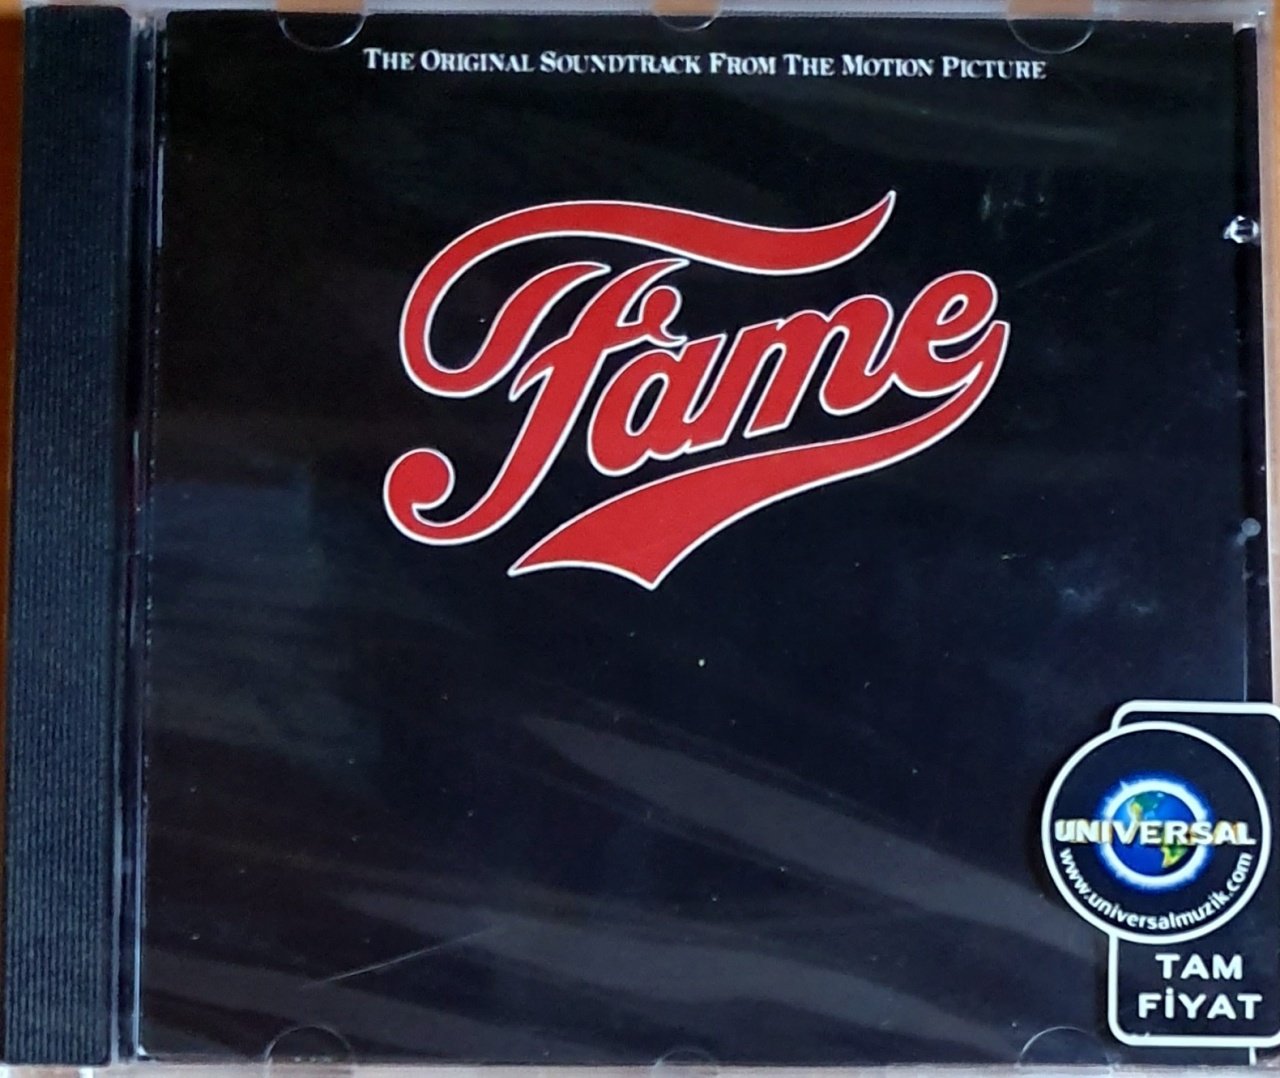 THE ORIGINAL SOUNDTRACK FROM THE MOTION PICTURE
Fame
UNIVERSAL
www.universalmuzik.com
TAM
FİYAT